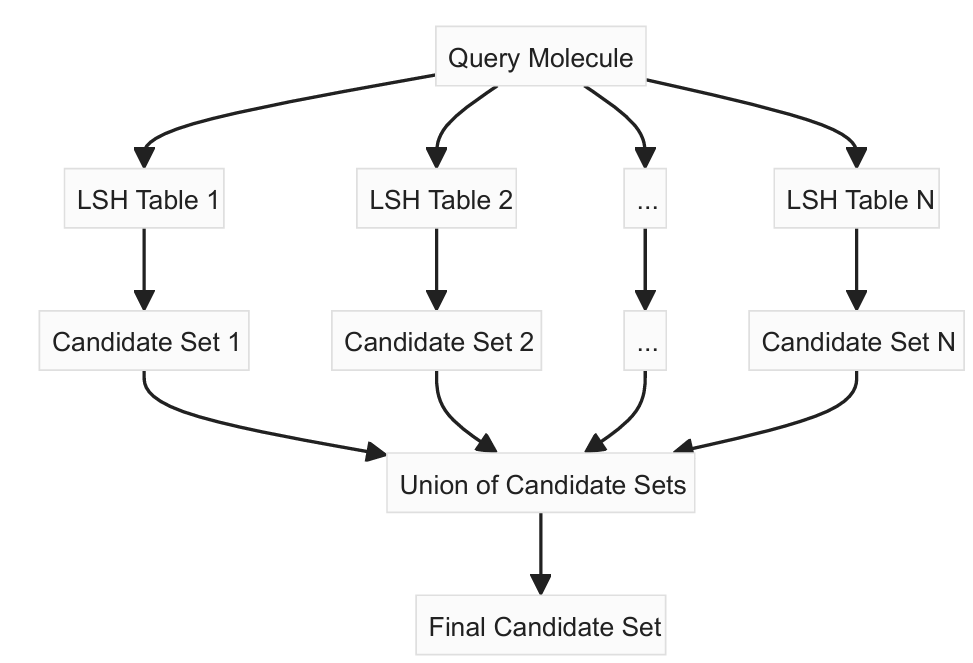 Query Molecule
LSH Table 1
LSH Table 2
...
LSH Table N
Candidate Set 1
Candidate Set 2
...
Candidate Set N
Union of Candidate Sets
Final Candidate Set